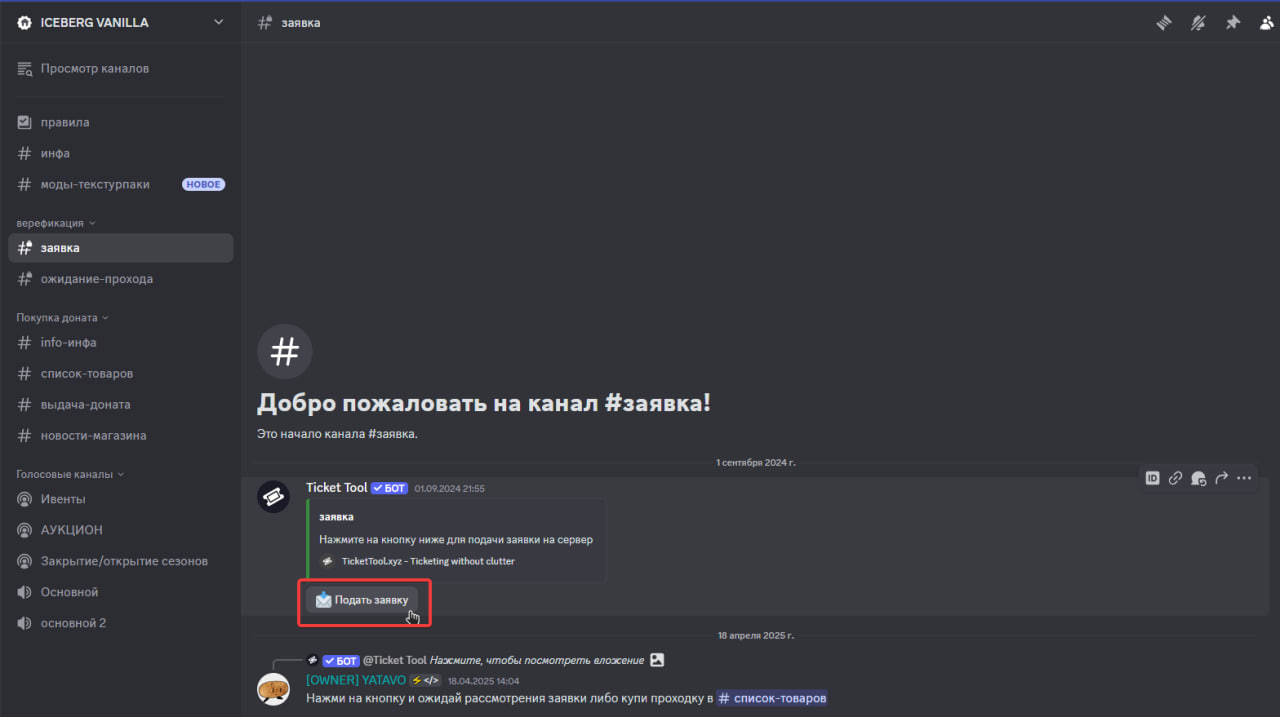 ICEBERG VANILLA
Просмотр каналов
правила
инфа
моды-текстурпаки НОВОЕ
верефикация
заявка
ожидание-прохода
Покупка доната
info-инфа
список-товаров
выдача-доната
новости-магазина
Голосовые каналы
Ивенты
АУКЦИОН
Закрытие/открытие сезонов
Основной
основной 2
заявка
Добро пожаловать на канал #заявка!
Это начало канала #заявка.
1 сентября 2024 г.
ID
Ticket Tool БОТ 01.09.2024 21:55
заявка
Нажмите на кнопку ниже для подачи заявки на сервер
TicketTool.xyz - Ticketing without clutter
Подать заявку
18 апреля 2025 г.
БОТ @Ticket Tool Нажмите, чтобы посмотреть вложение
[OWNER] YATAVO ⚡</> 18.04.2025 14:04
Нажми на кнопку и ожидай рассмотрения заявки либо купи проходку в # список-товаров